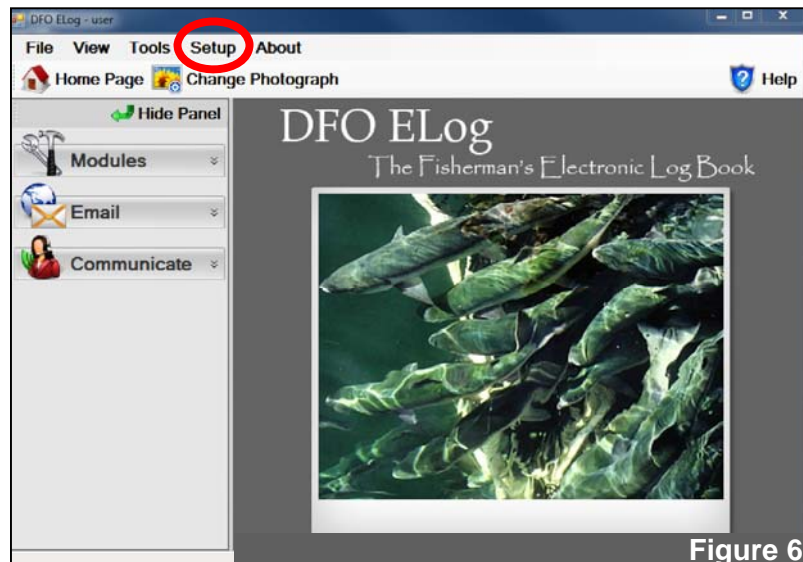 DFO ELog - user
File View Tools Setup About
Home Page Change Photograph Help
Hide Panel
Modules
Email
Communicate
DFO ELog
The Fisherman's Electronic Log Book
Figure 6